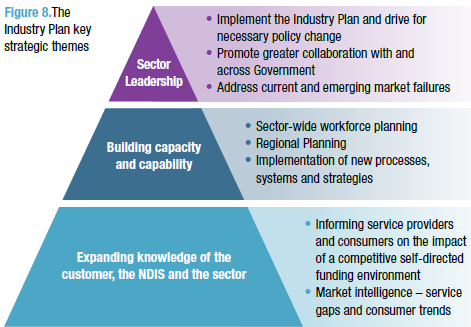 Figure 8.The
Industry Plan key
strategic themes
Sector
Leadership
• Implement the Industry Plan and drive for
necessary policy change
• Promote greater collaboration with and
across Government
• Address current and emerging market failures
Building capacity
and capability
• Sector-wide workforce planning
• Regional Planning
• Implementation of new processes,
systems and strategies
Expanding knowledge of the
customer, the NDIS and the sector
• Informing service providers
and consumers on the impact
of a competitive self-directed
funding environment
• Market intelligence – service
gaps and consumer trends